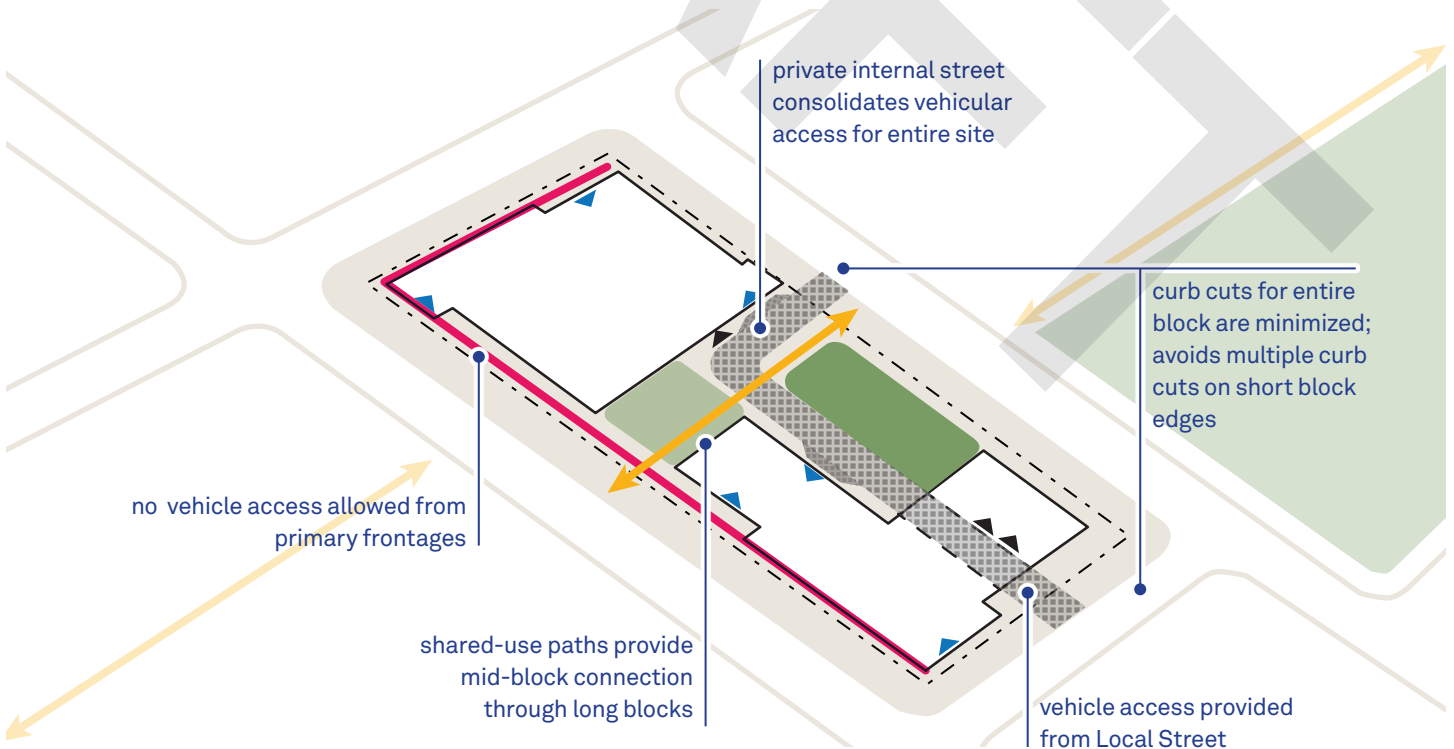 private internal street
consolidates vehicular
access for entire site
curb cuts for entire
block are minimized;
avoids multiple curb
cuts on short block
edges
no vehicle access allowed from
primary frontages
shared-use paths provide
mid-block connection
through long blocks
vehicle access provided
from Local Street